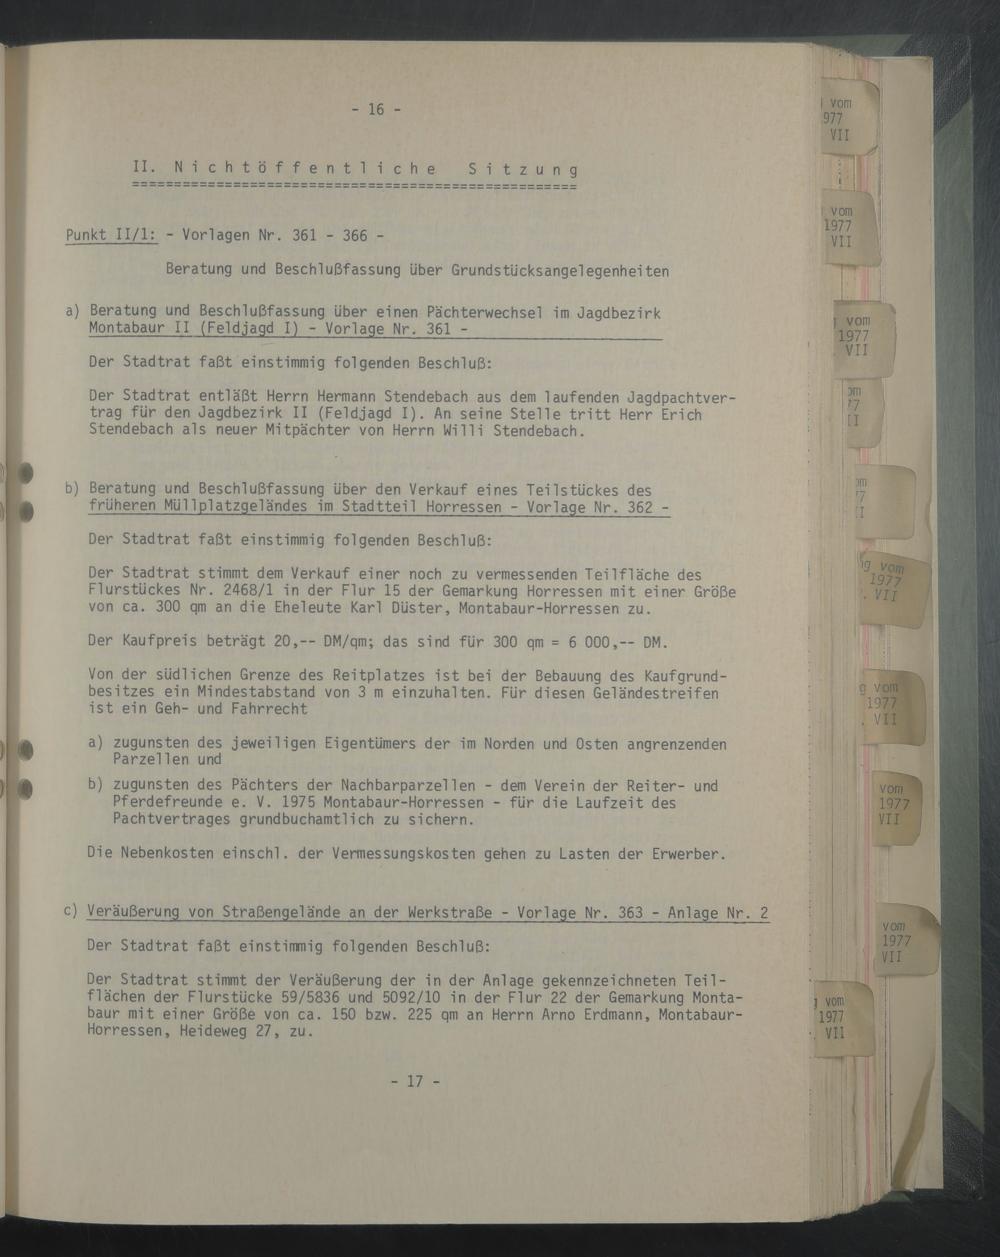 - 16 -
II. Nichtöffentliche Sitzung
======================================================
Punkt II/1: - Vorlagen Nr. 361 - 366 -
Beratung und Beschlußfassung über Grundstücksangelegenheiten
a) Beratung und Beschlußfassung über einen Pächterwechsel im Jagdbezirk
Montabaur II (Feldjagd I) - Vorlage Nr. 361 -
Der Stadtrat faßt einstimmig folgenden Beschluß:
Der Stadtrat entläßt Herrn Hermann Stendebach aus dem laufenden Jagdpachtver-
trag für den Jagdbezirk II (Feldjagd I). An seine Stelle tritt Herr Erich
Stendebach als neuer Mitpächter von Herrn Willi Stendebach.
b) Beratung und Beschlußfassung über den Verkauf eines Teilstückes des
früheren Müllplatzgeländes im Stadtteil Horressen - Vorlage Nr. 362 -
Der Stadtrat faßt einstimmig folgenden Beschluß:
Der Stadtrat stimmt dem Verkauf einer noch zu vermessenden Teilfläche des
Flurstückes Nr. 2468/1 in der Flur 15 der Gemarkung Horressen mit einer Größe
von ca. 300 qm an die Eheleute Karl Düster, Montabaur-Horressen zu.
Der Kaufpreis beträgt 20,-- DM/qm; das sind für 300 qm = 6 000,-- DM.
Von der südlichen Grenze des Reitplatzes ist bei der Bebauung des Kaufgrund-
besitzes ein Mindestabstand von 3 m einzuhalten. Für diesen Geländestreifen
ist ein Geh- und Fahrrecht
a) zugunsten des jeweiligen Eigentümers der im Norden und Osten angrenzenden
Parzellen und
b) zugunsten des Pächters der Nachbarparzellen - dem Verein der Reiter- und
Pferdefreunde e. V. 1975 Montabaur-Horressen - für die Laufzeit des
Pachtvertrages grundbuchamtlich zu sichern.
Die Nebenkosten einschl. der Vermessungskosten gehen zu Lasten der Erwerber.
c) Veräußerung von Straßengelände an der Werkstraße - Vorlage Nr. 363 - Anlage Nr. 2
Der Stadtrat faßt einstimmig folgenden Beschluß:
Der Stadtrat stimmt der Veräußerung der in der Anlage gekennzeichneten Teil-
flächen der Flurstücke 59/5836 und 5092/10 in der Flur 22 der Gemarkung Monta-
baur mit einer Größe von ca. 150 bzw. 225 qm an Herrn Arno Erdmann, Montabaur-
Horressen, Heideweg 27, zu.
- 17 -
vom
977
VII
vom
1977
VII
vom
1977
VII
vom
1977
. VII
vom
1977
. VII
vom
1977
VII
vom
1977
VII
vom
1977
. VII